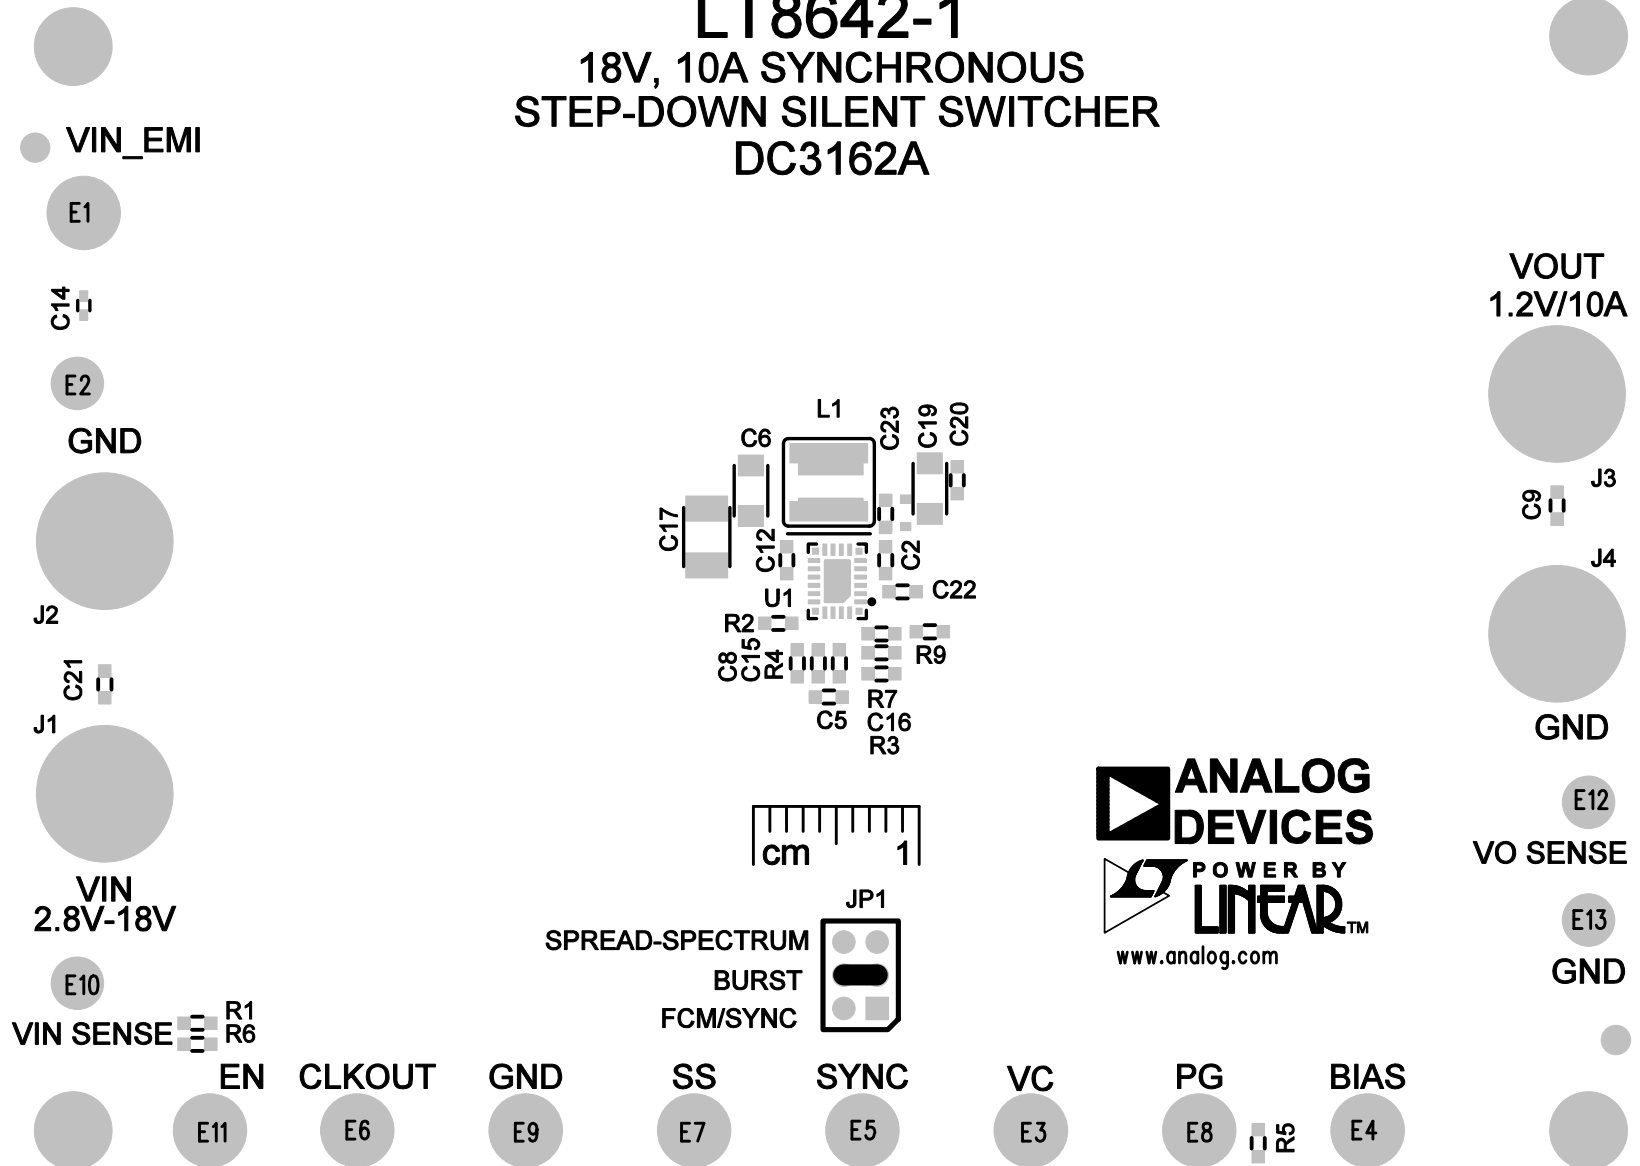 LT8642-1
18V, 10A SYNCHRONOUS
STEP-DOWN SILENT SWITCHER
DC3162A
VIN_EMI
E1
C14
E2
GND
J2
C21
J1
VIN
2.8V-18V
E10
VIN SENSE
R1
R6
L1
C6
C23
C19
C20
C17
C12
C2
U1
C22
R2
R9
C8
C15
R4
C5
R7
C16
R3
cm 1
JP1
SPREAD-SPECTRUM
BURST
FCM/SYNC
VOUT
1.2V/10A
J3
C9
J4
GND
E12
VO SENSE
E13
GND
ANALOG
DEVICES
POWER BY
LINEAR TM
www.analog.com
EN CLKOUT GND SS SYNC VC PG BIAS
E11 E6 E9 E7 E5 E3 E8 R5 E4